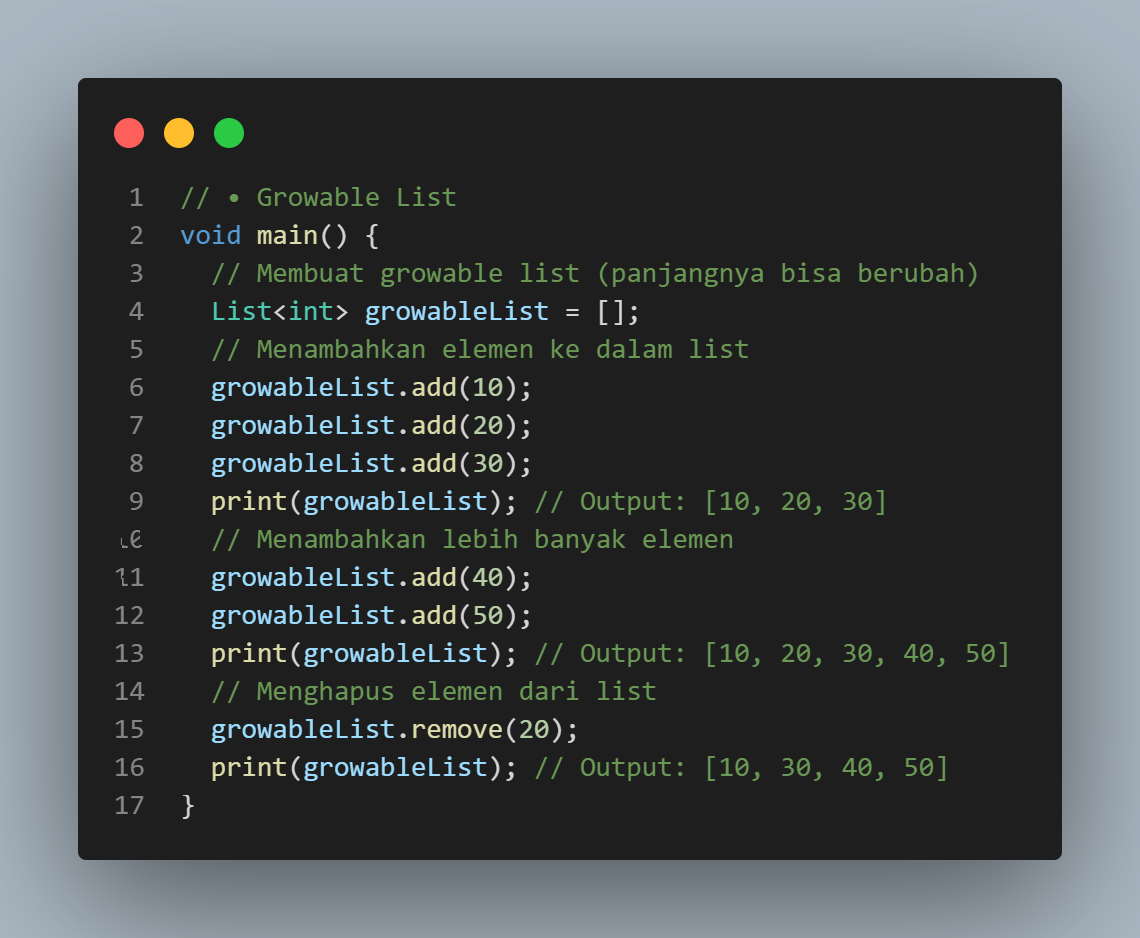 1 // • Growable List
2 void main() {
3 // Membuat growable list (panjangnya bisa berubah)
4 List<int> growableList = [];
5 // Menambahkan elemen ke dalam list
6 growableList.add(10);
7 growableList.add(20);
8 growableList.add(30);
9 print(growableList); // Output: [10, 20, 30]
// Menambahkan lebih banyak elemen
11 growableList.add(40);
12 growableList.add(50);
13 print(growableList); // Output: [10, 20, 30, 40, 50]
14 // Menghapus elemen dari list
15 growableList.remove(20);
16 print(growableList); // Output: [10, 30, 40, 50]
17 }